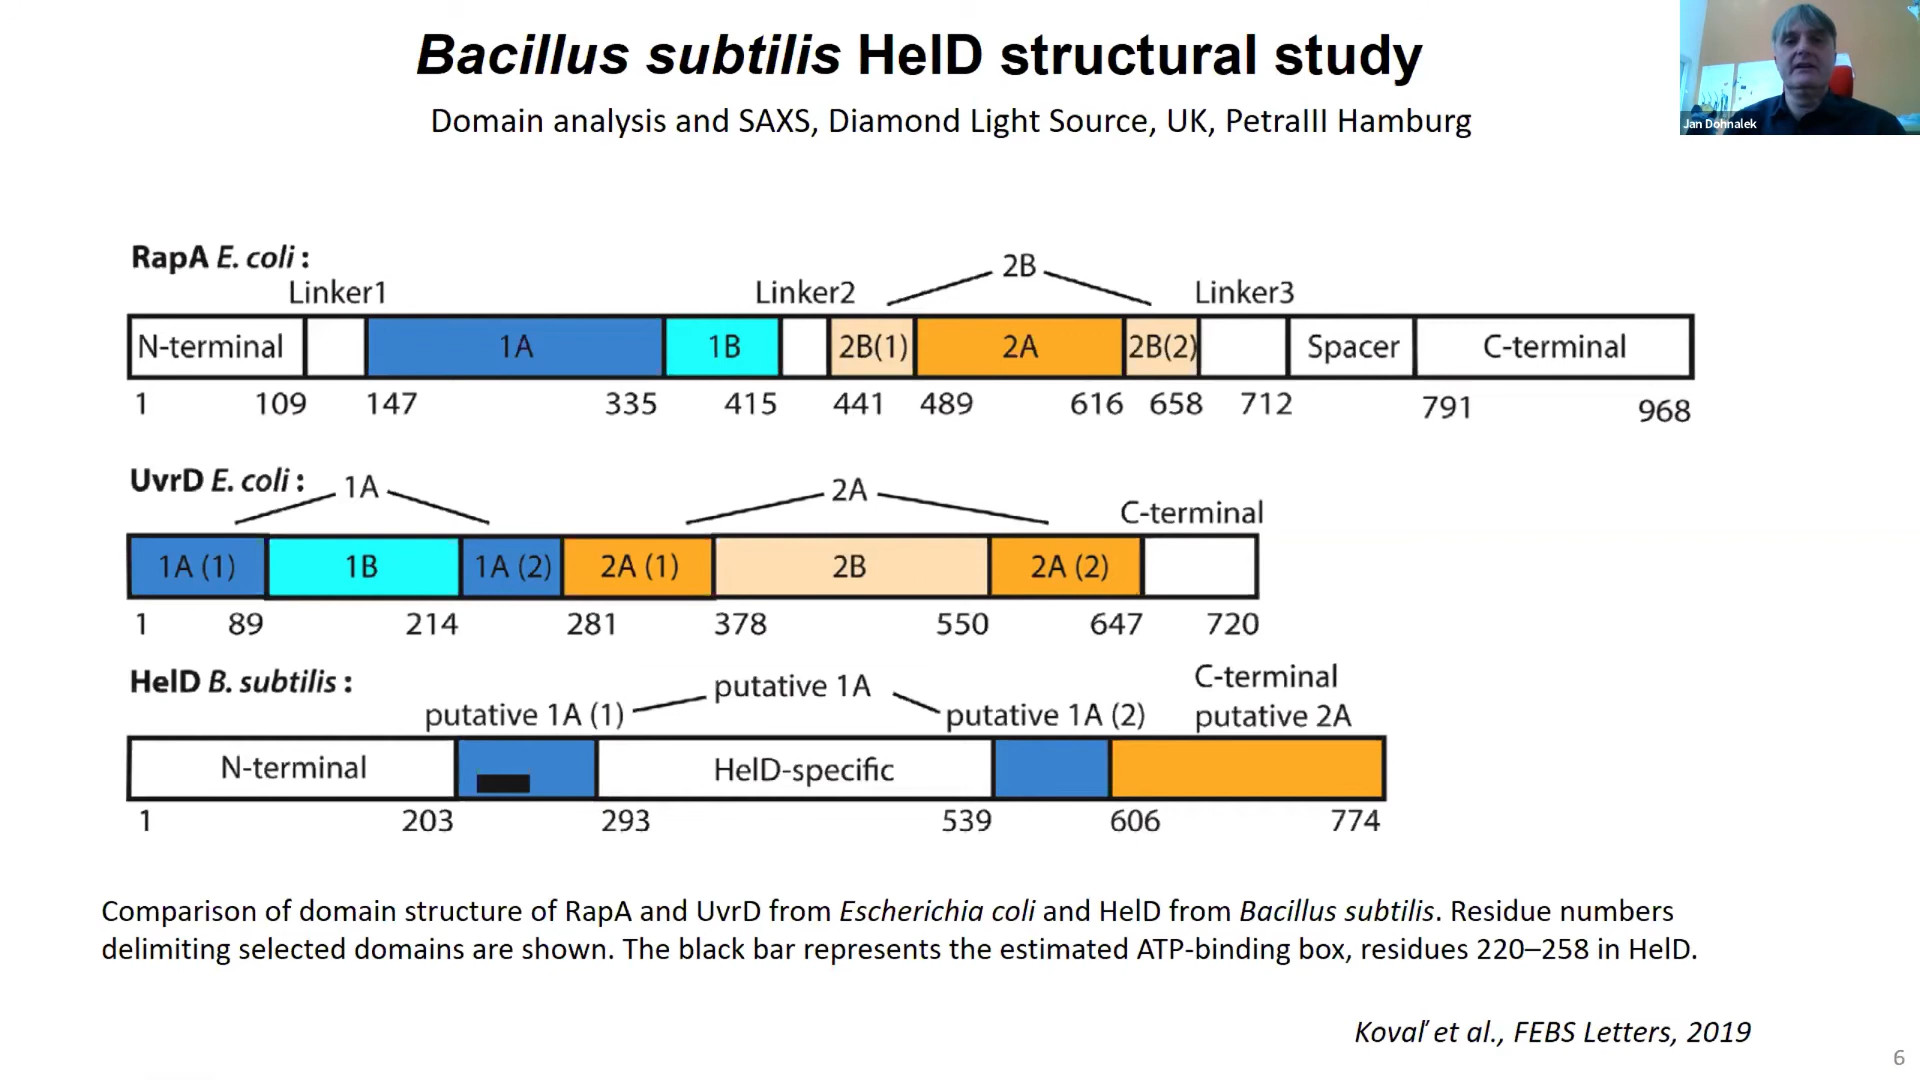 Bacillus subtilis HelD structural study
Domain analysis and SAXS, Diamond Light Source, UK, PetraIII Hamburg
Jan Dohnalek
RapA E. coli :
2B
Linker1 Linker2 Linker3
N-terminal 1A 1B 2B(1) 2A 2B(2) Spacer C-terminal
1 109 147 335 415 441 489 616 658 712 791 968
UvrD E. coli : 1A 2A
C-terminal
1A (1) 1B 1A (2) 2A (1) 2B 2A (2)
1 89 214 281 378 550 647 720
HelD B. subtilis : putative 1A C-terminal
putative 1A (1) putative 1A (2) putative 2A
N-terminal HelD-specific
1 203 293 539 606 774
Comparison of domain structure of RapA and UvrD from Escherichia coli and HelD from Bacillus subtilis. Residue numbers
delimiting selected domains are shown. The black bar represents the estimated ATP-binding box, residues 220–258 in HelD.
Kovaľ et al., FEBS Letters, 2019
6